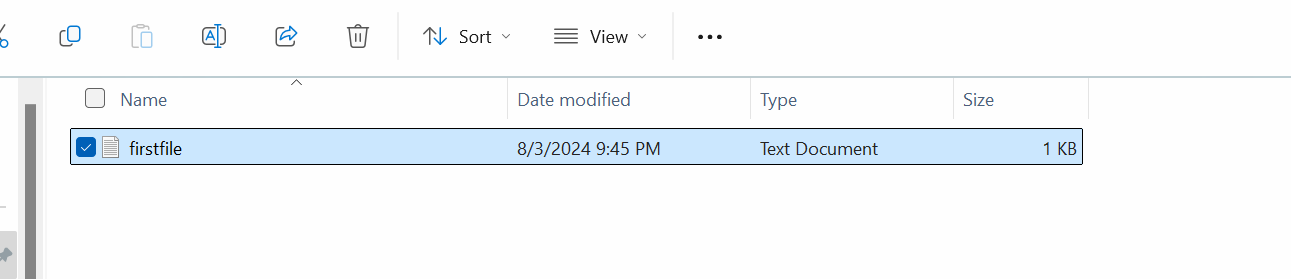 Sort View
Name Date modified Type Size
firstfile 8/3/2024 9:45 PM Text Document 1 KB